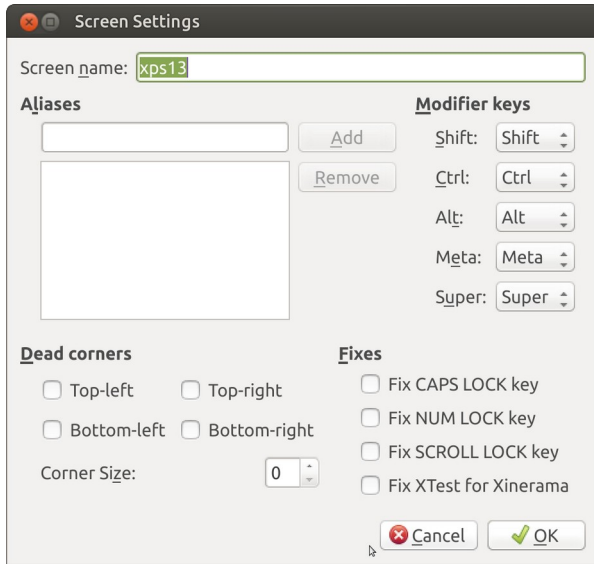 Screen Settings
Screen name: xps13
Aliases
Add
Remove
Modifier keys
Shift: Shift
Ctrl: Ctrl
Alt: Alt
Meta: Meta
Super: Super
Dead corners
Top-left Top-right
Bottom-left Bottom-right
Corner Size: 0
Fixes
Fix CAPS LOCK key
Fix NUM LOCK key
Fix SCROLL LOCK key
Fix XTest for Xinerama
Cancel OK